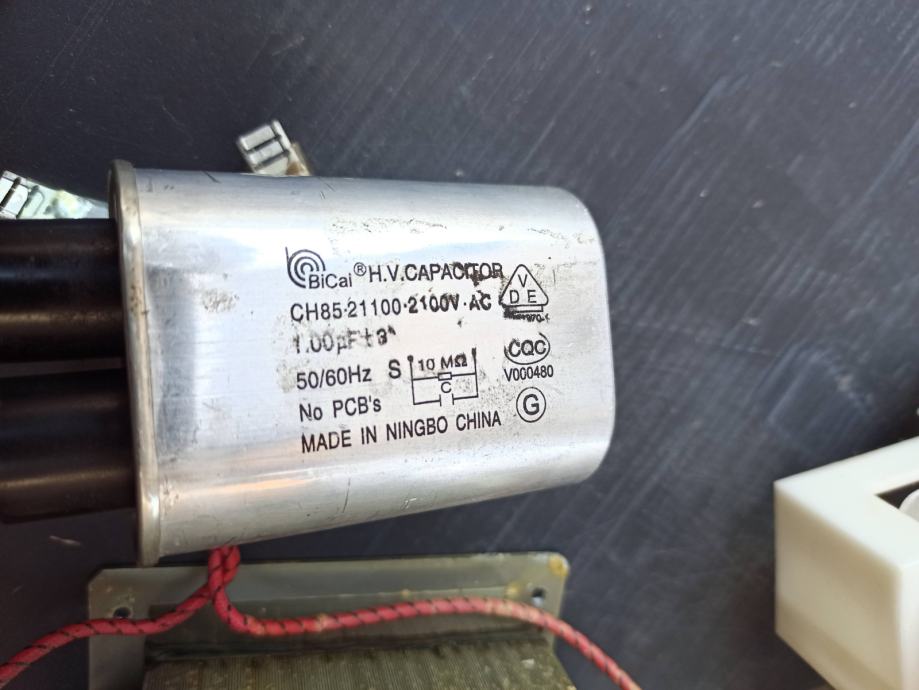 BiCai ® H.V.CAPACITOR
CH85·21100·2100V·AC
1.00μF±3%
50/60Hz S 10 MΩ
C
No PCB's
MADE IN NINGBO CHINA
V
D E
CQC
V000480
G